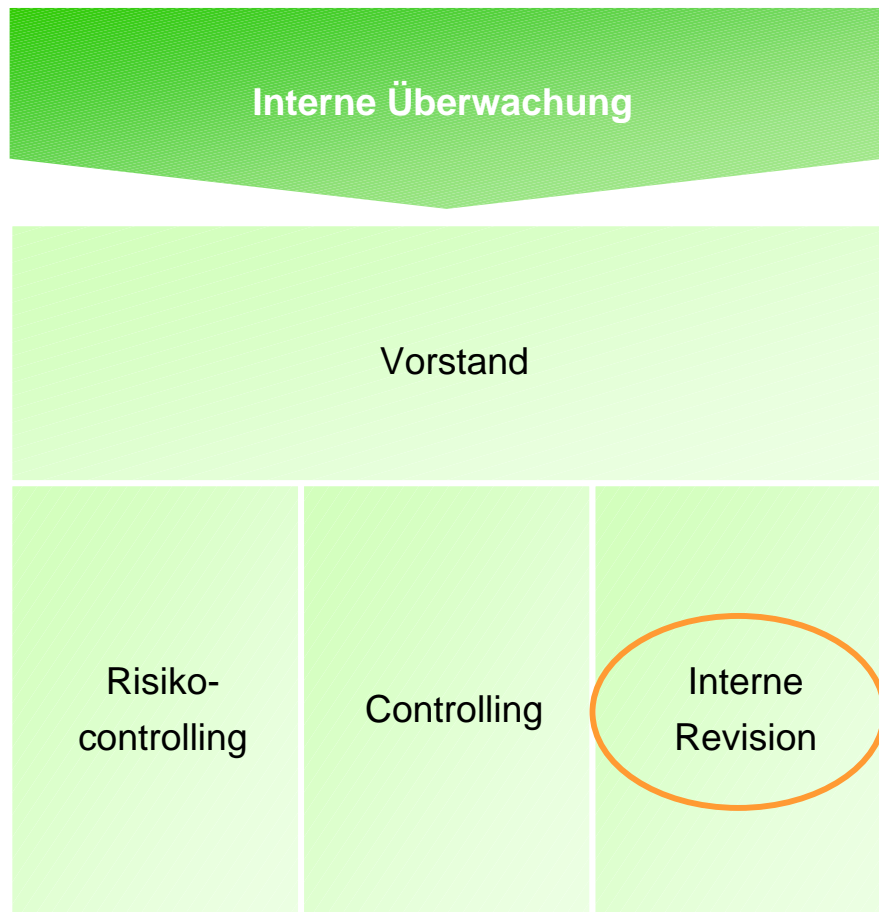 Interne Überwachung
Vorstand
Risiko-
controlling
Controlling
Interne
Revision